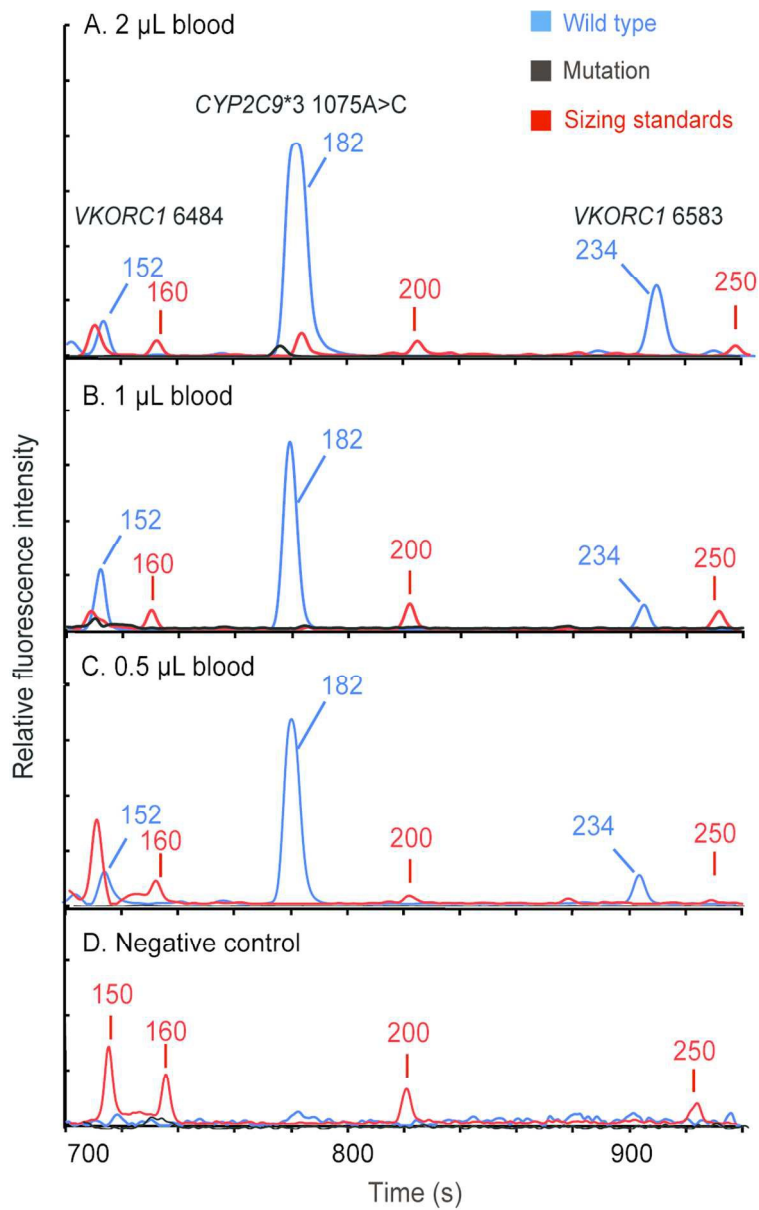 A. 2 µL blood
Wild type
Mutation
Sizing standards
CYP2C9*3 1075A>C
182
VKORC1 6484
VKORC1 6583
152
160
200
234
250
B. 1 µL blood
182
152
160
200
234
250
C. 0.5 µL blood
182
152
160
200
234
250
D. Negative control
150
160
200
250
Relative fluorescence intensity
700
800
900
Time (s)